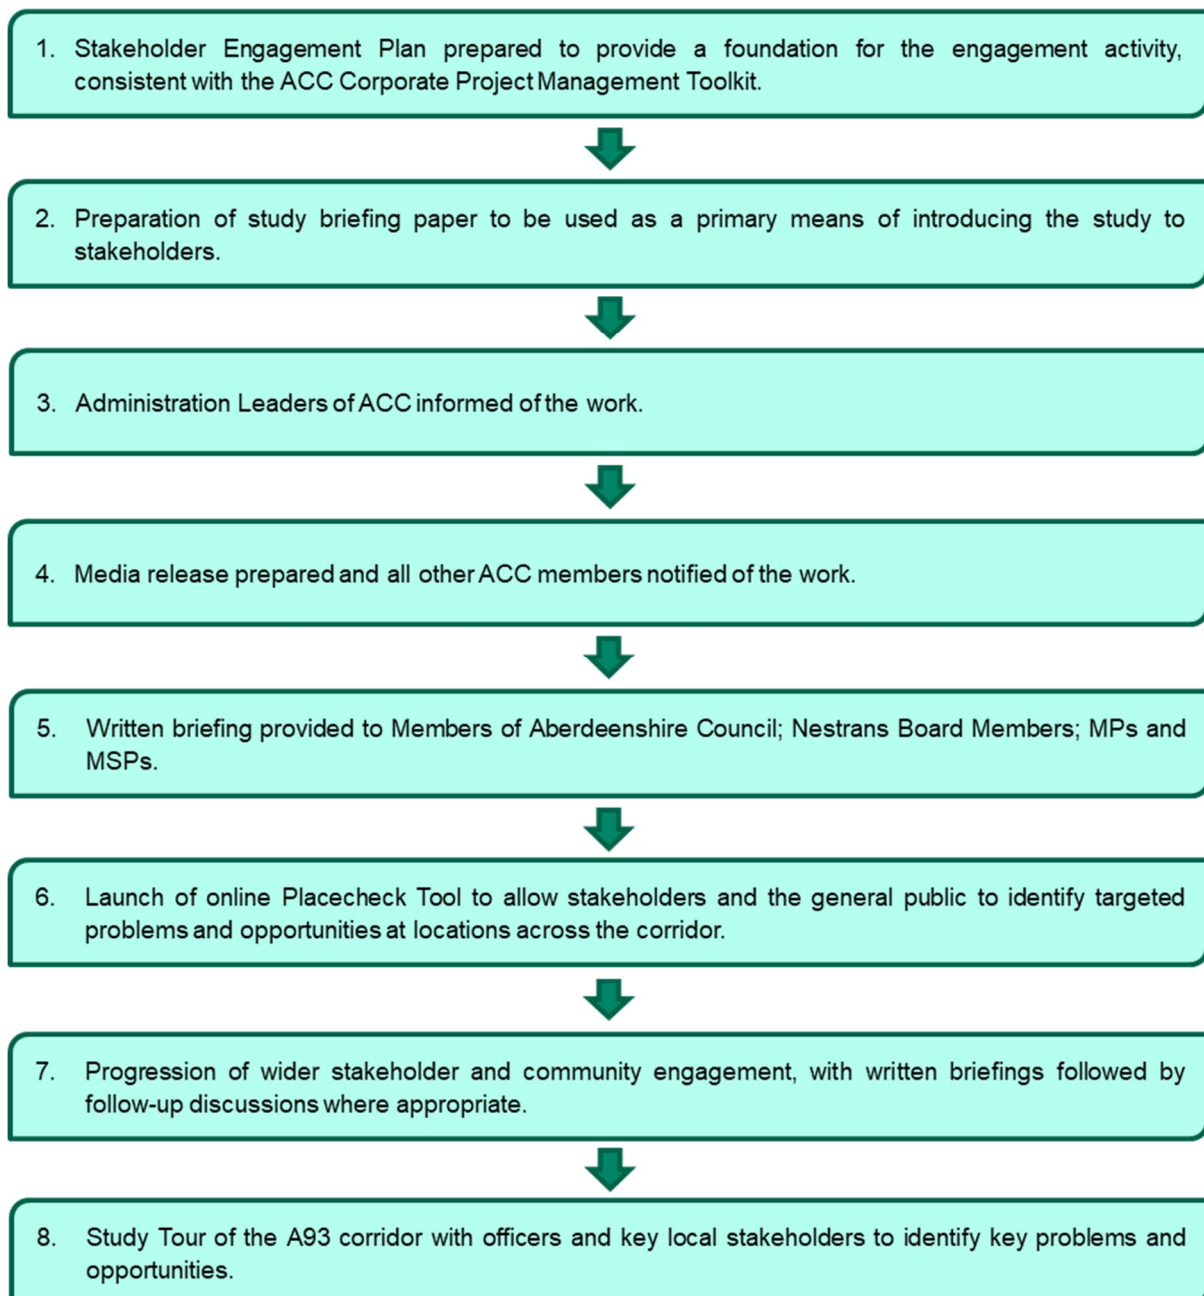 1. Stakeholder Engagement Plan prepared to provide a foundation for the engagement activity,
consistent with the ACC Corporate Project Management Toolkit.
2. Preparation of study briefing paper to be used as a primary means of introducing the study to
stakeholders.
3. Administration Leaders of ACC informed of the work.
4. Media release prepared and all other ACC members notified of the work.
5. Written briefing provided to Members of Aberdeenshire Council; Nestrans Board Members; MPs and
MSPs.
6. Launch of online Placecheck Tool to allow stakeholders and the general public to identify targeted
problems and opportunities at locations across the corridor.
7. Progression of wider stakeholder and community engagement, with written briefings followed by
follow-up discussions where appropriate.
8. Study Tour of the A93 corridor with officers and key local stakeholders to identify key problems and
opportunities.